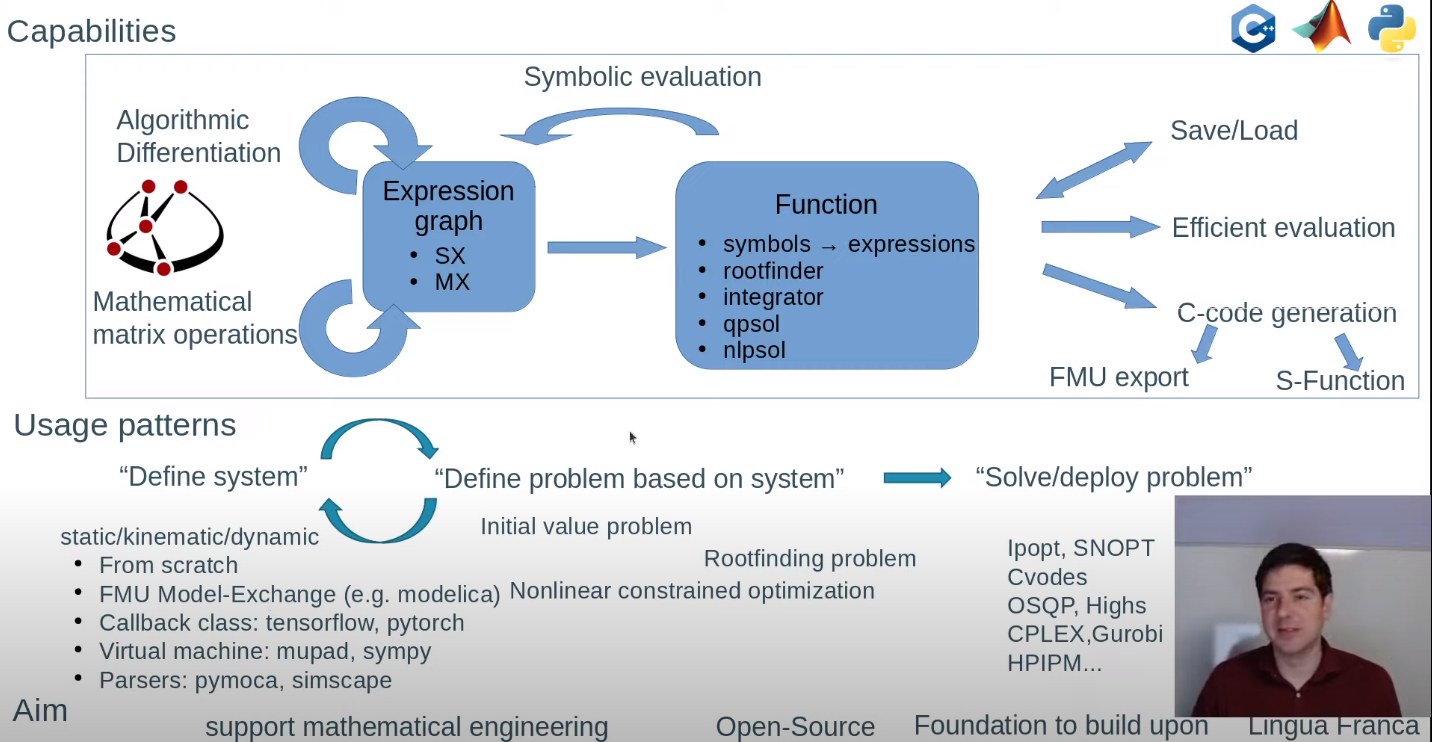 Capabilities
C++
Symbolic evaluation
Algorithmic
Differentiation
Mathematical
matrix operations
Expression
graph
• SX
• MX
Function
• symbols → expressions
• rootfinder
• integrator
• qpsol
• nlpsol
Save/Load
Efficient evaluation
C-code generation
FMU export
S-Function
Usage patterns
“Define system”
“Define problem based on system”
“Solve/deploy problem”
static/kinematic/dynamic
• From scratch
• FMU Model-Exchange (e.g. modelica)
• Callback class: tensorflow, pytorch
• Virtual machine: mupad, sympy
• Parsers: pymoca, simscape
Initial value problem
Rootfinding problem
Nonlinear constrained optimization
Ipopt, SNOPT
Cvodes
OSQP, Highs
CPLEX,Gurobi
HPIPM...
Aim
support mathematical engineering
Open-Source
Foundation to build upon
Lingua Franca